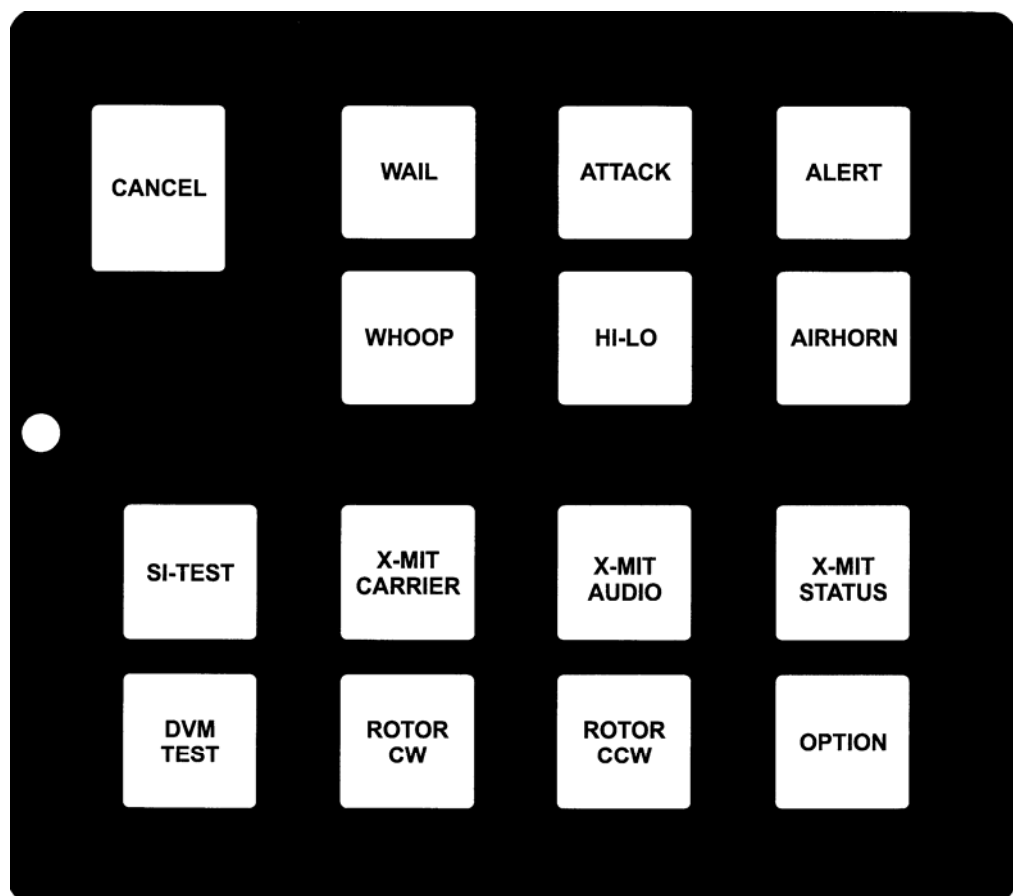 CANCEL
WAIL
ATTACK
ALERT
WHOOP
HI-LO
AIRHORN
SI-TEST
X-MIT
CARRIER
X-MIT
AUDIO
X-MIT
STATUS
DVM
TEST
ROTOR
CW
ROTOR
CCW
OPTION